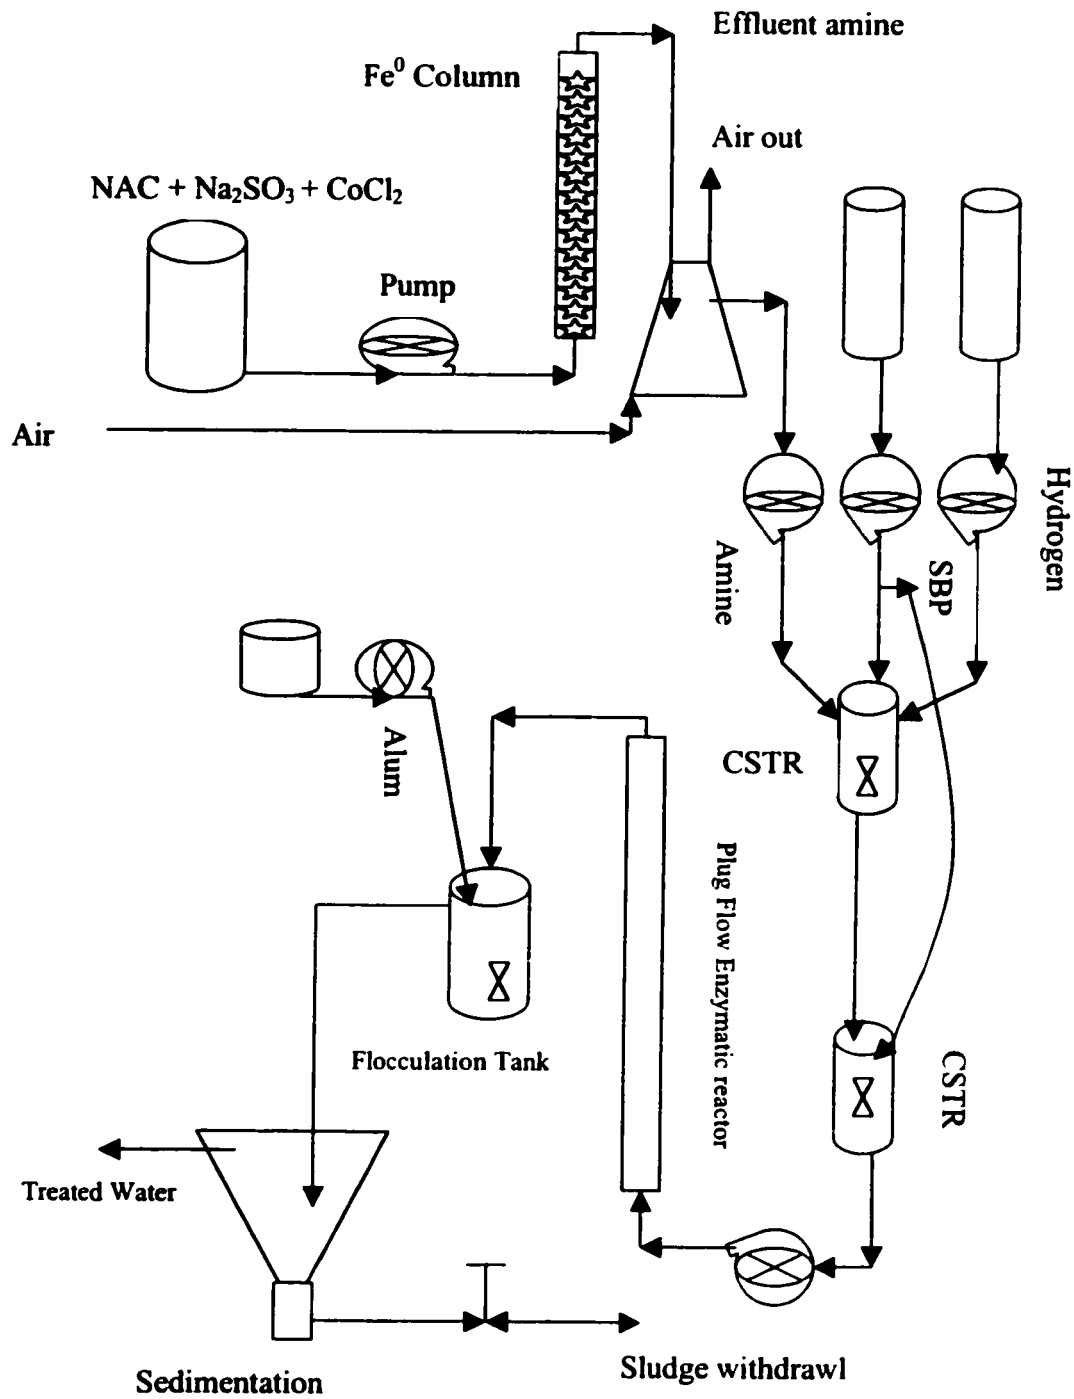 Effluent amine
Fe⁰ Column
Air out
NAC + Na₂SO₃ + CoCl₂
Pump
Air
Hydrogen
SBP
Amine
Alum
CSTR
Plug Flow Enzymatic reactor
Flocculation Tank
CSTR
Treated Water
Sludge withdrawl
Sedimentation